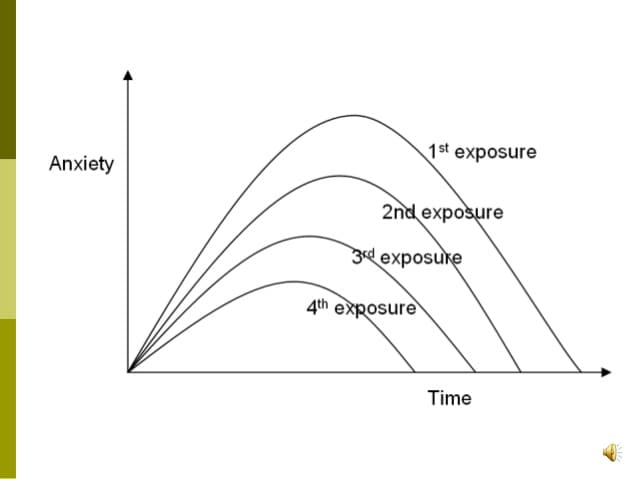 Anxiety
1st exposure
2nd exposure
3rd exposure
4th exposure
Time